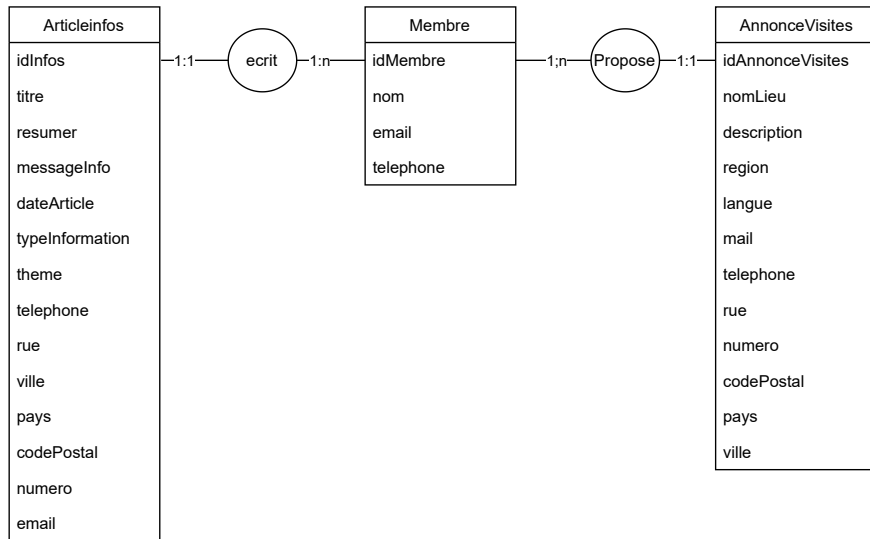 Articleinfos
idInfos
titre
resumer
messageInfo
dateArticle
typeInformation
theme
telephone
rue
ville
pays
codePostal
numero
email
1:1
ecrit
1:n
Membre
idMembre
nom
email
telephone
1;n
Propose
1:1
AnnonceVisites
idAnnonceVisites
nomLieu
description
region
langue
mail
telephone
rue
numero
codePostal
pays
ville